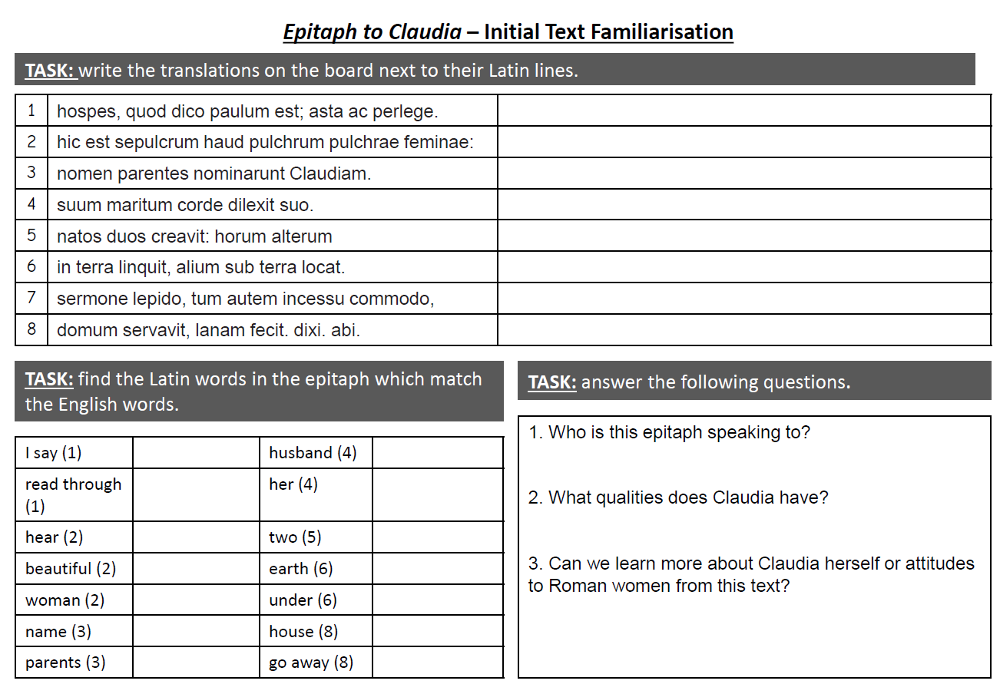 Epitaph to Claudia – Initial Text Familiarisation
TASK: write the translations on the board next to their Latin lines.
1 hospes, quod dico paulum est; asta ac perlege.
2 hic est sepulcrum haud pulchrum pulchrae feminae:
3 nomen parentes nominarunt Claudiam.
4 suum maritum corde dilexit suo.
5 natos duos creavit: horum alterum
6 in terra linquit, alium sub terra locat.
7 sermone lepido, tum autem incessu commodo,
8 domum servavit, lanam fecit. dixi. abi.
TASK: find the Latin words in the epitaph which match
the English words.
I say (1) husband (4)
read through her (4)
(1)
hear (2) two (5)
beautiful (2) earth (6)
woman (2) under (6)
name (3) house (8)
parents (3) go away (8)
TASK: answer the following questions.
1. Who is this epitaph speaking to?
2. What qualities does Claudia have?
3. Can we learn more about Claudia herself or attitudes
to Roman women from this text?